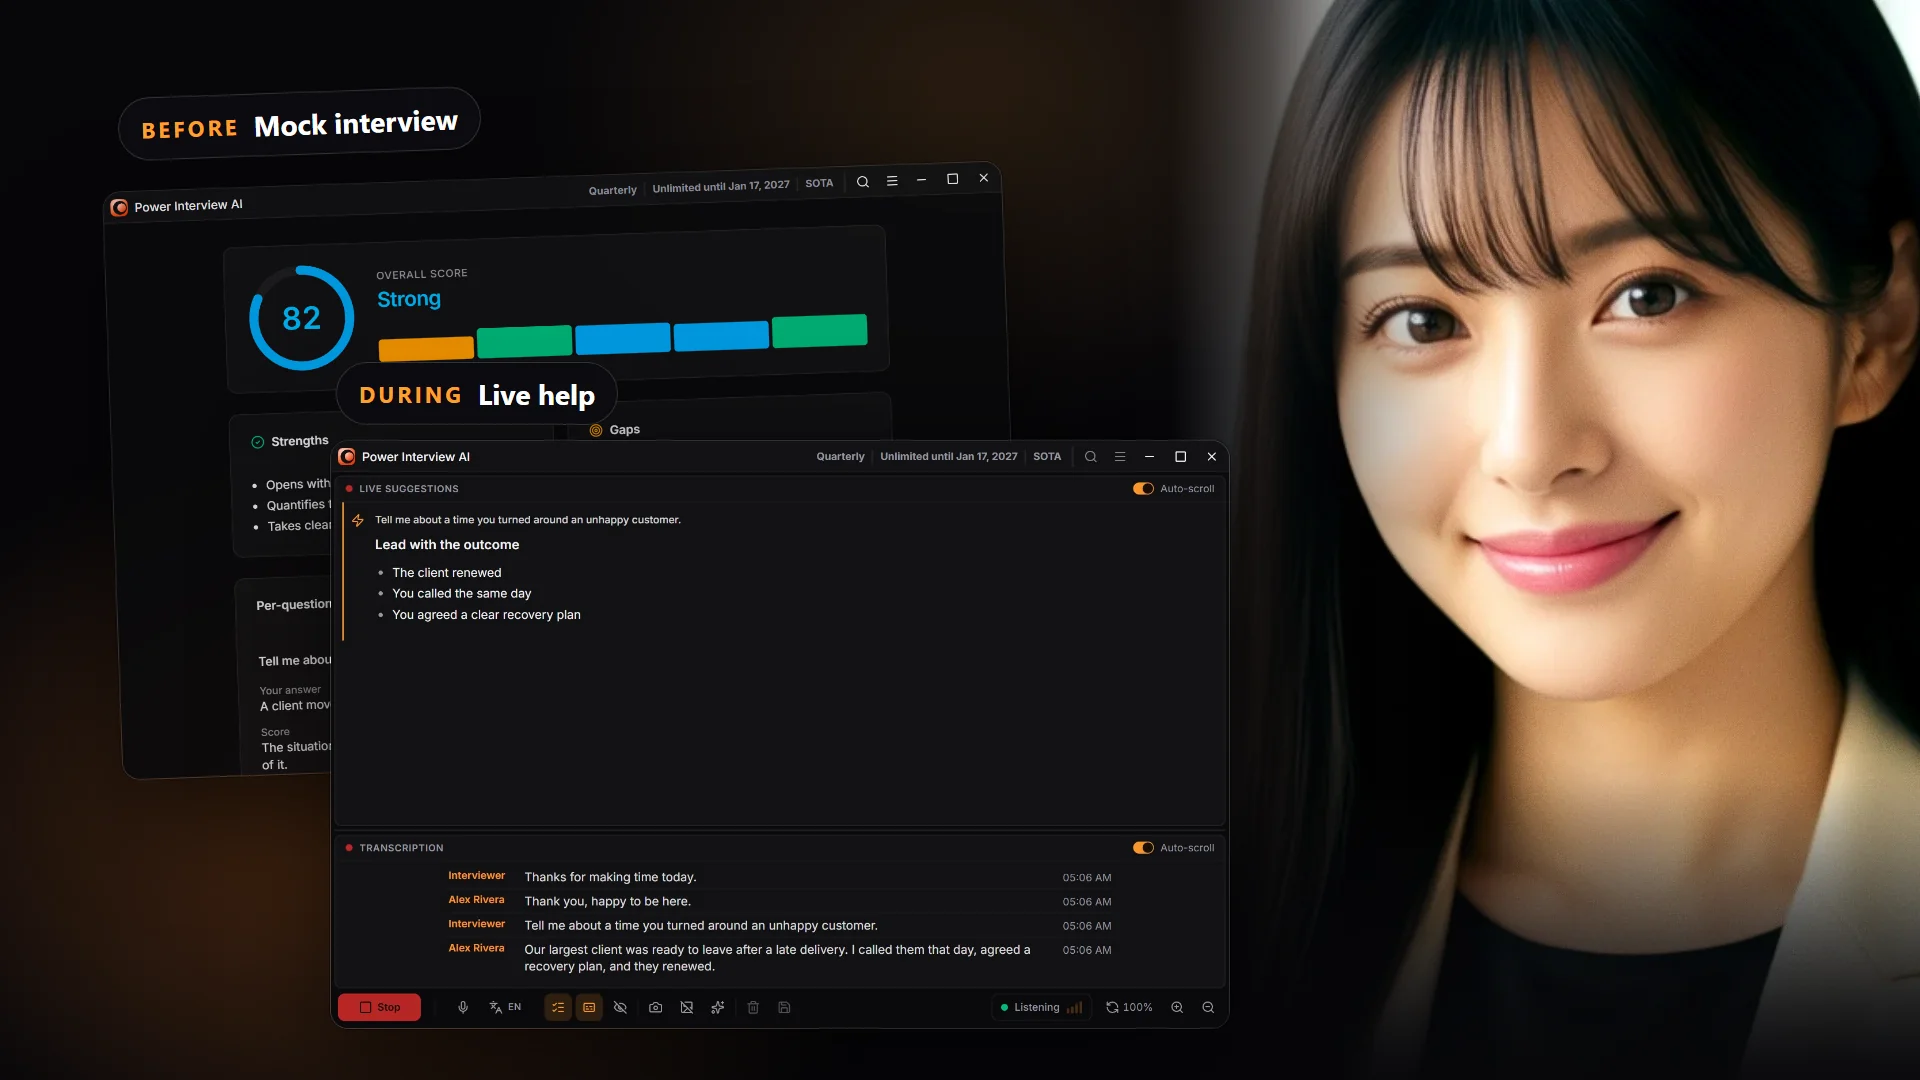 BEFORE Mock interview
Power Interview AI
Quarterly Unlimited until Jan 17, 2027 SOTA
82
OVERALL SCORE
Strong
DURING Live help
Strengths
Gaps
Opens with
Quantifies
Takes clear
Per-question
Tell me about
Your answer
A client
Score
The situation
of it.
Power Interview AI
Quarterly Unlimited until Jan 17, 2027 SOTA
LIVE SUGGESTIONS
Auto-scroll
Tell me about a time you turned around an unhappy customer.
Lead with the outcome
• The client renewed
• You called the same day
• You agreed a clear recovery plan
TRANSCRIPTION
Auto-scroll
Interviewer Thanks for making time today. 05:06 AM
Alex Rivera Thank you, happy to be here. 05:06 AM
Interviewer Tell me about a time you turned around an unhappy customer. 05:06 AM
Alex Rivera Our largest client was ready to leave after a late delivery. I called them that day, agreed a 05:06 AM
recovery plan, and they renewed.
Stop
EN
Listening
100%